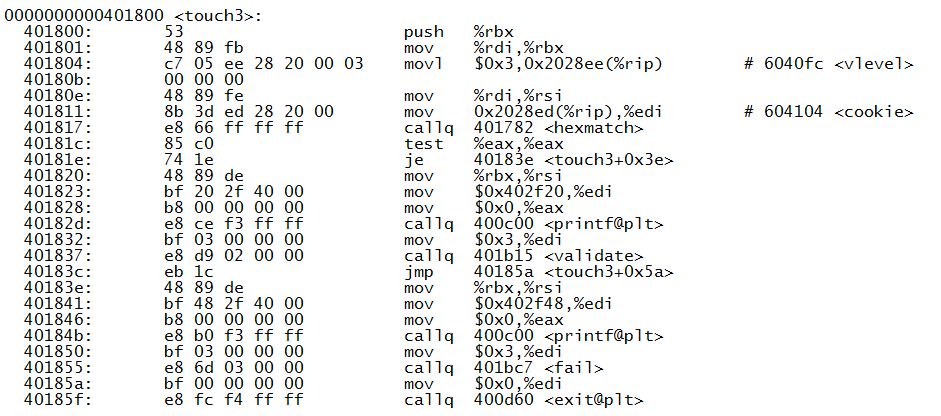 0000000000401800 <touch3>:
401800: 53 push %rbx
401801: 48 89 fb mov %rdi,%rbx
401804: c7 05 ee 28 20 00 03 movl $0x3,0x2028ee(%rip) # 6040fc <vlevel>
40180b: 00 00 00
40180e: 48 89 fe mov %rdi,%rsi
401811: 8b 3d ed 28 20 00 mov 0x2028ed(%rip),%edi # 604104 <cookie>
401817: e8 66 ff ff ff callq 401782 <hexmatch>
40181c: 85 c0 test %eax,%eax
40181e: 74 1e je 40183e <touch3+0x3e>
401820: 48 89 de mov %rbx,%rsi
401823: bf 20 2f 40 00 mov $0x402f20,%edi
401828: b8 00 00 00 00 mov $0x0,%eax
40182d: e8 ce f3 ff ff callq 400c00 <printf@plt>
401832: bf 03 00 00 00 mov $0x3,%edi
401837: e8 d9 02 00 00 callq 401b15 <validate>
40183c: eb 1c jmp 40185a <touch3+0x5a>
40183e: 48 89 de mov %rbx,%rsi
401841: bf 48 2f 40 00 mov $0x402f48,%edi
401846: b8 00 00 00 00 mov $0x0,%eax
40184b: e8 b0 f3 ff ff callq 400c00 <printf@plt>
401850: bf 03 00 00 00 mov $0x3,%edi
401855: e8 6d 03 00 00 callq 401bc7 <fail>
40185a: bf 00 00 00 00 mov $0x0,%edi
40185f: e8 fc f4 ff ff callq 400d60 <exit@plt>